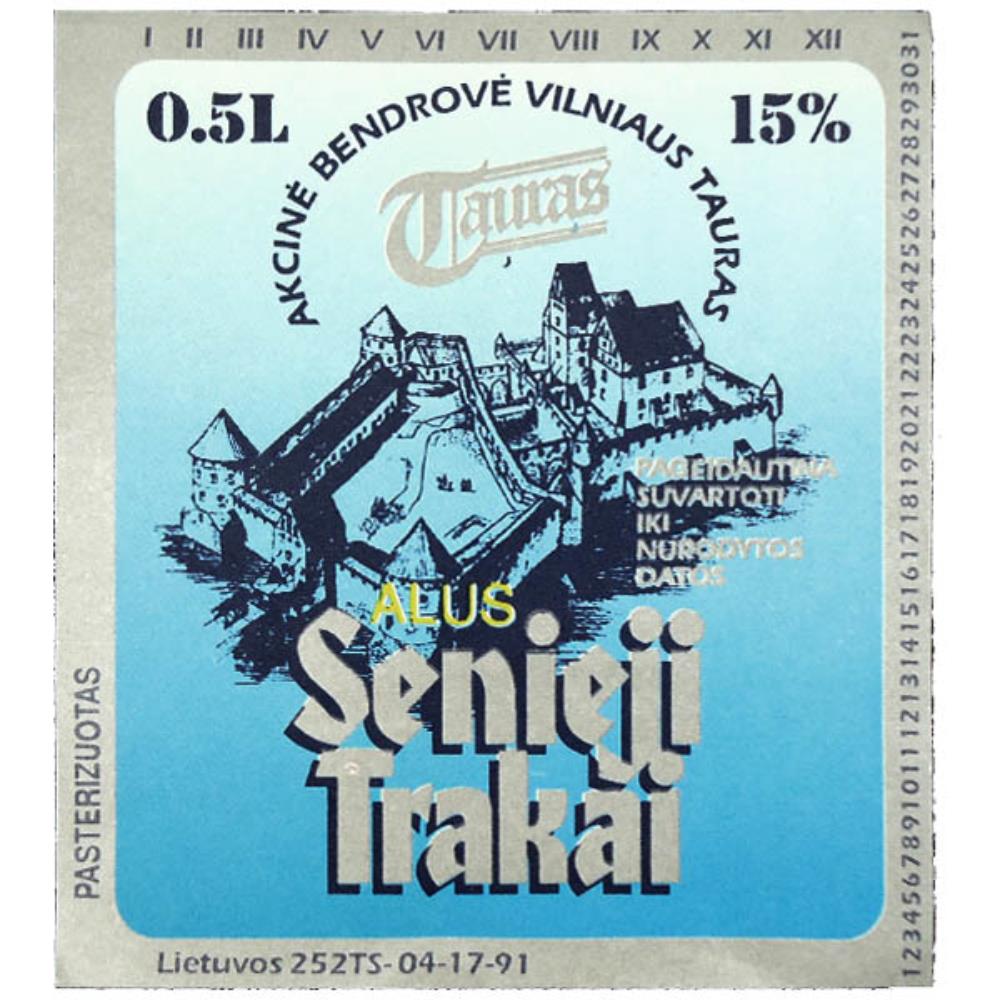 I II III IV V VI VII VIII IX X XI XII
0.5L
15%
AKCINĖ BENDROVĖ VILNIAUS TAURAS
Tauras
PAGEIDAUTINA
SUVARTOTI
IKI
NURODYTOS
DATOS
ALUS
Senieji
Trakai
PASTERIZUOTAS
12345678910111213141516171819202122232425262728293031
Lietuvos 252TS-04-17-91